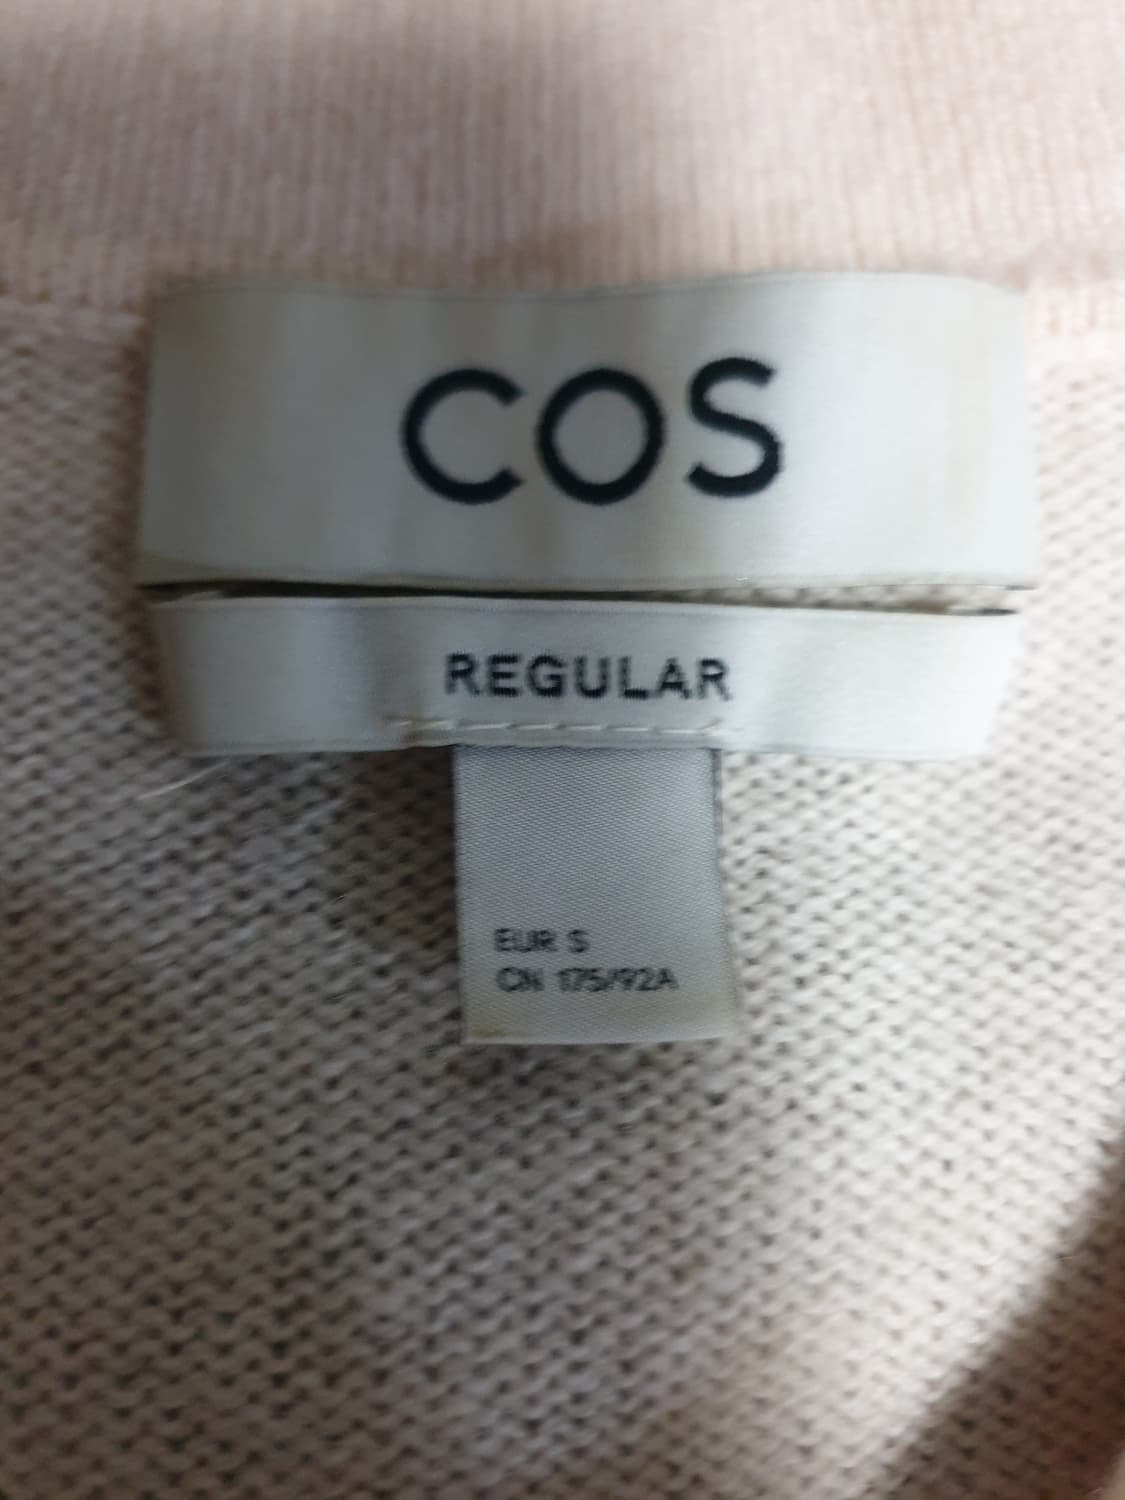 COS
REGULAR
EUR S
CN 175/92A